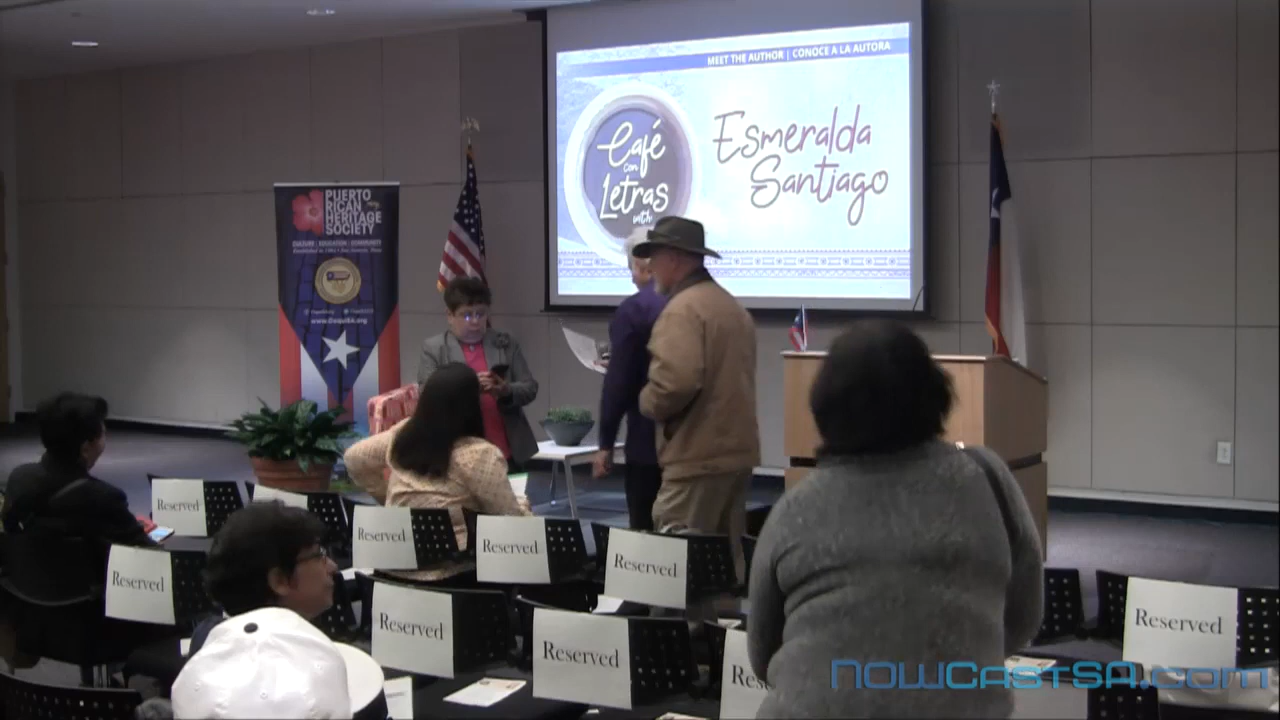 MEET THE AUTHOR | CONOCE A LA AUTORA
Café
con
Letras
with
Esmeralda
Santiago
PUERTO
RICAN
HERITAGE
SOCIETY
CULTURE | EDUCATION | COMMUNITY
Reserved
Reserved
Reserved
Reserved
Reserved
Reserved
Reserved
Res
Reserved
NowCastSA.com